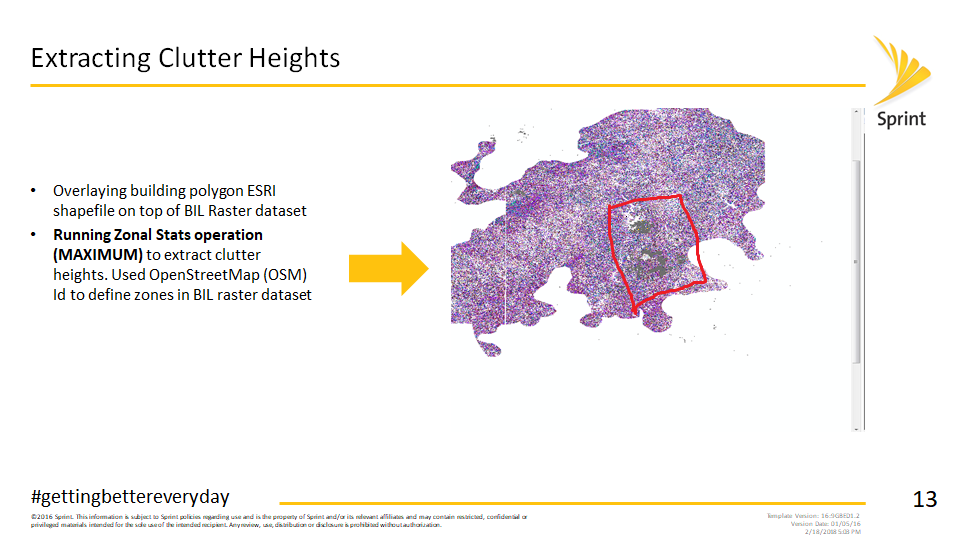 Extracting Clutter Heights
Sprint
• Overlaying building polygon ESRI
shapefile on top of BIL Raster dataset
• Running Zonal Stats operation
(MAXIMUM) to extract clutter
heights. Used OpenStreetMap (OSM)
Id to define zones in BIL raster dataset
#gettingbettereveryday
13
©2016 Sprint. This information is subject to Sprint policies regarding use and is the property of Sprint and/or its relevant affiliates and may contain restricted, confidential or
privileged materials intended for the sole use of the intended recipient. Any review, use, distribution or disclosure is prohibited without authorization.
Template Version: 16.9GBE01.2
Version Date: 01/05/16
2/18/2018 5:03 PM